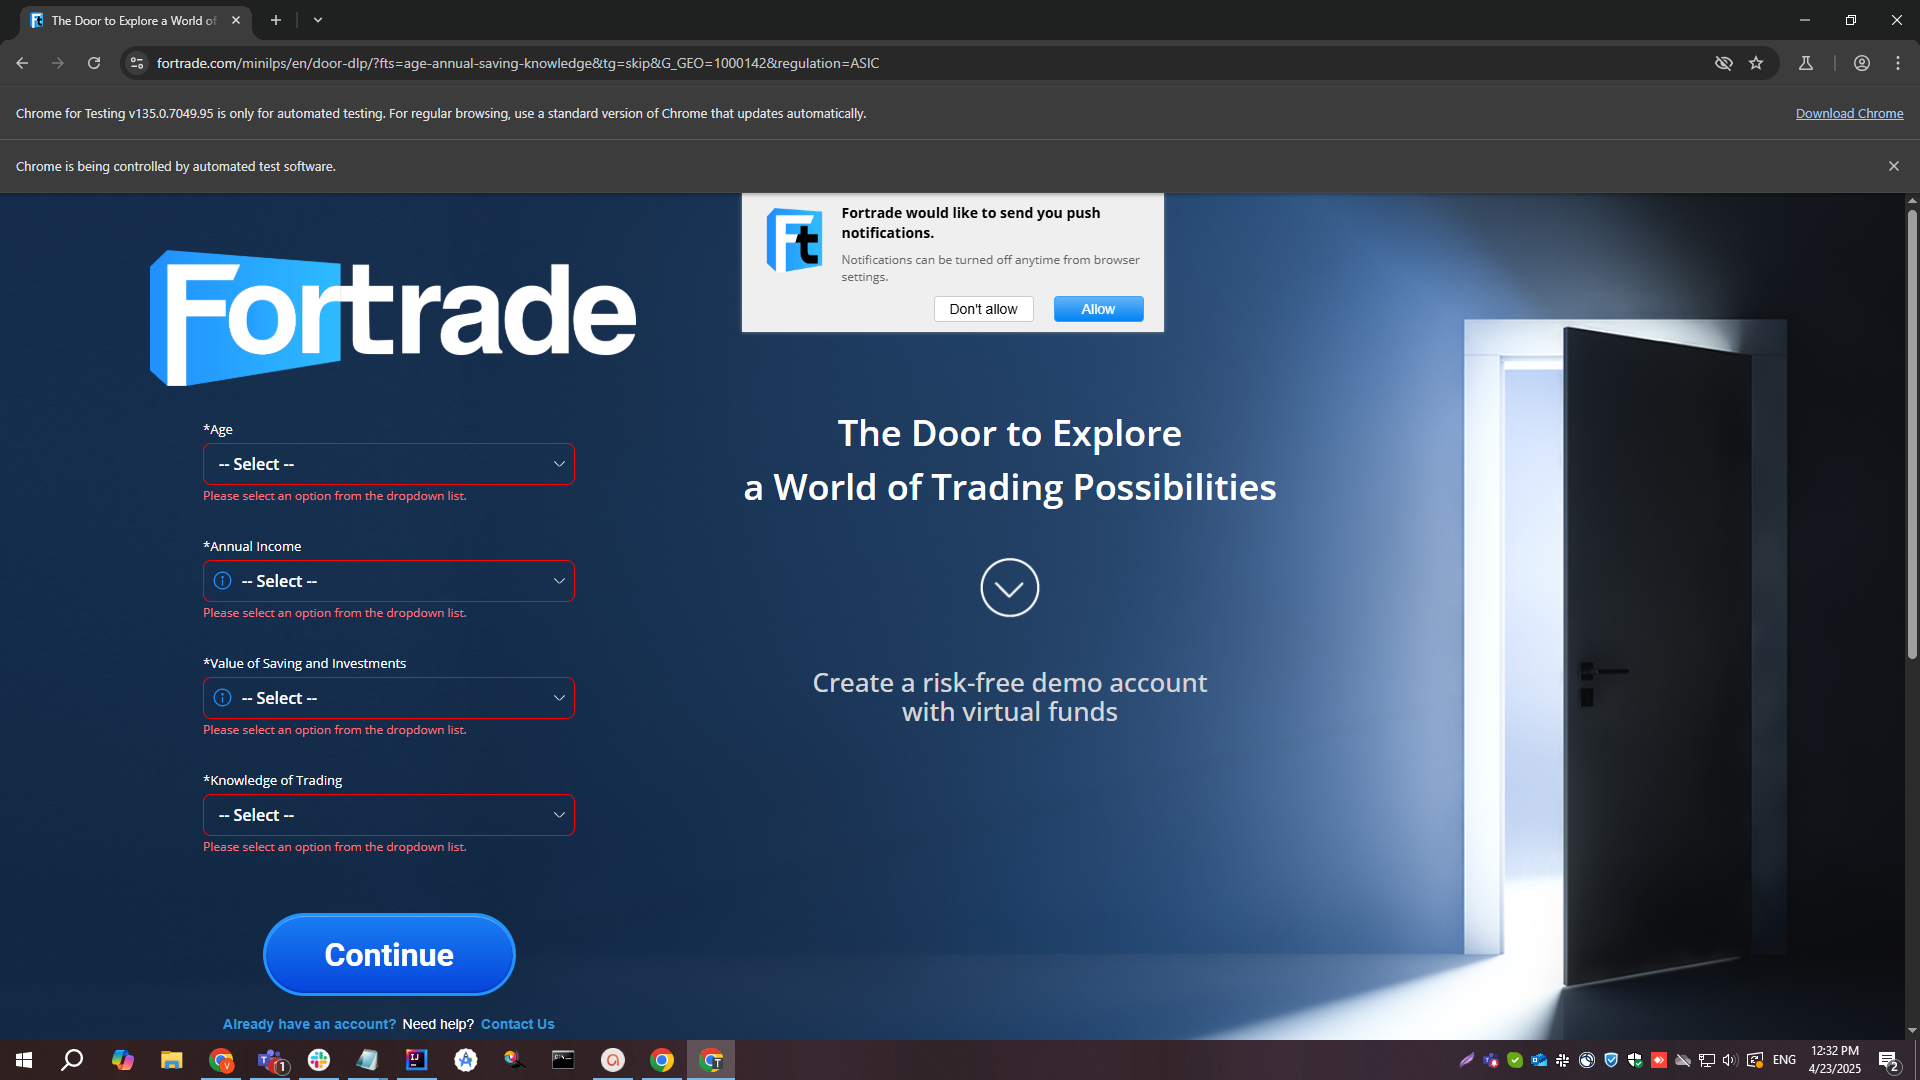 The Door to Explore a World of
fortrade.com/minilps/en/door-dlp/?fts=age-annual-saving-knowledge&tg=skip&G_GEO=1000142&regulation=ASIC
Chrome for Testing v135.0.7049.95 is only for automated testing. For regular browsing, use a standard version of Chrome that updates automatically.
Download Chrome
Chrome is being controlled by automated test software.
Ft
Fortrade would like to send you push
notifications.
Notifications can be turned off anytime from browser
settings.
Don't allow
Allow
Fortrade
*Age
-- Select --
Please select an option from the dropdown list.
*Annual Income
-- Select --
Please select an option from the dropdown list.
*Value of Saving and Investments
-- Select --
Please select an option from the dropdown list.
*Knowledge of Trading
-- Select --
Please select an option from the dropdown list.
Continue
Already have an account? Need help? Contact Us
The Door to Explore
a World of Trading Possibilities
Create a risk-free demo account
with virtual funds
ENG
12:32 PM
4/23/2025
2